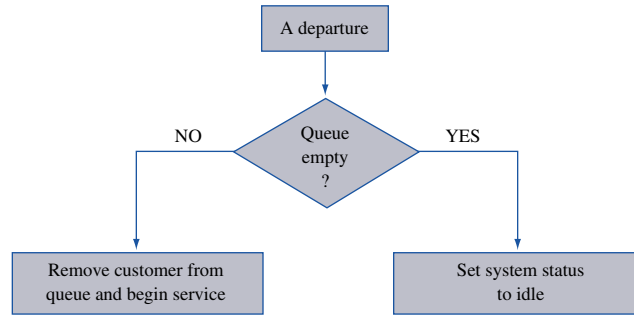 A departure
NO
Queue
empty
?
YES
Remove customer from
queue and begin service
Set system status
to idle